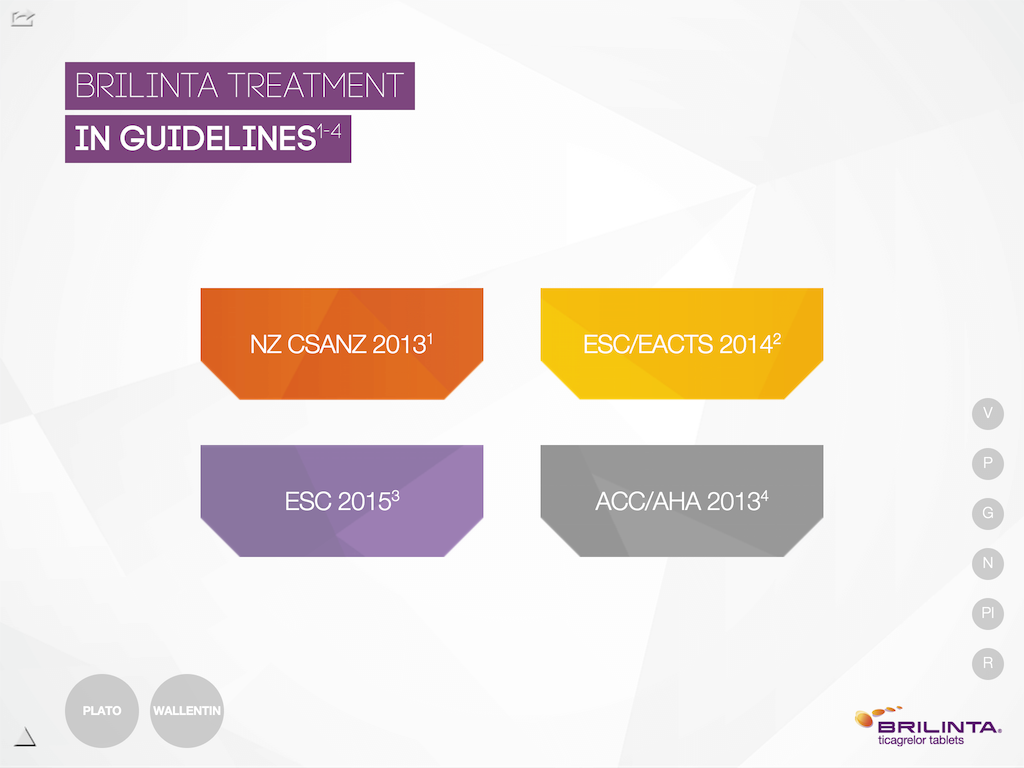 BRILINTA TREATMENT
IN GUIDELINES1-4
NZ CSANZ 2013¹
ESC/EACTS 2014²
ESC 2015³
ACC/AHA 2013⁴
V
P
G
N
PI
R
PLATO
WALLENTIN
BRILINTA®
ticagrelor tablets